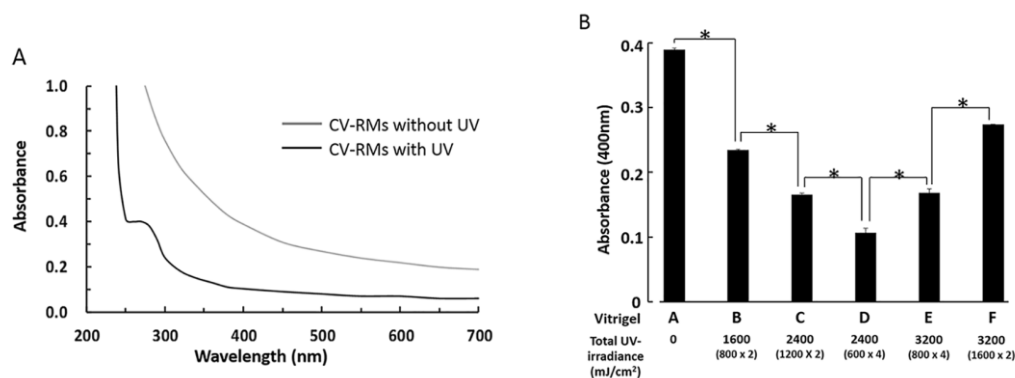 A
1.0
0.8
0.6
0.4
0.2
0.0
Absorbance
200 250 300 400 500 600 700
Wavelength (nm)
CV-RMs without UV
CV-RMs with UV
B
0.4
0.3
0.2
0.1
0
Absorbance (400nm)
* * * * *
Vitrigel A B C D E F
Total UV- 0 1600 2400 2400 3200 3200
irradiance (800 x 2) (1200 X 2) (600 x 4) (800 x 4) (1600 x 2)
(mJ/cm²)